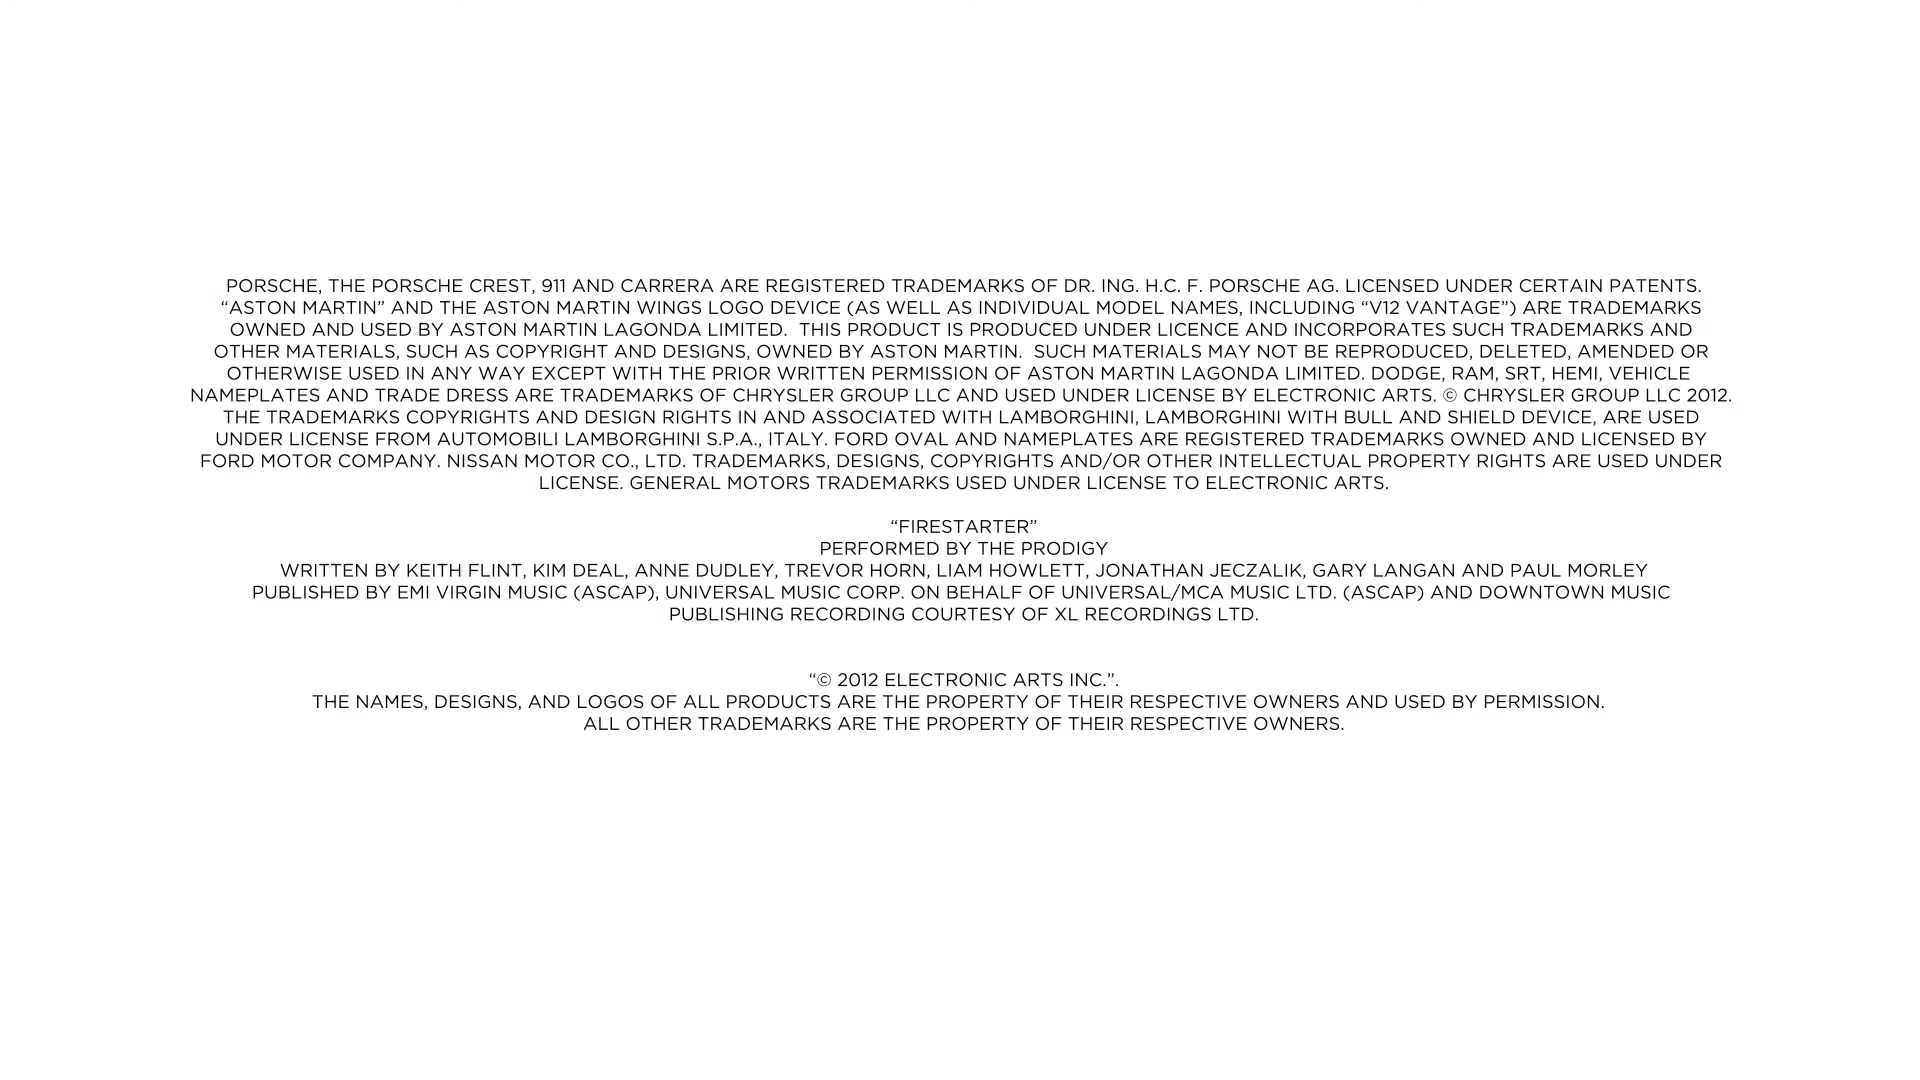 PORSCHE, THE PORSCHE CREST, 911 AND CARRERA ARE REGISTERED TRADEMARKS OF DR. ING. H.C. F. PORSCHE AG. LICENSED UNDER CERTAIN PATENTS.
“ASTON MARTIN” AND THE ASTON MARTIN WINGS LOGO DEVICE (AS WELL AS INDIVIDUAL MODEL NAMES, INCLUDING “V12 VANTAGE”) ARE TRADEMARKS
OWNED AND USED BY ASTON MARTIN LAGONDA LIMITED.  THIS PRODUCT IS PRODUCED UNDER LICENCE AND INCORPORATES SUCH TRADEMARKS AND
OTHER MATERIALS, SUCH AS COPYRIGHT AND DESIGNS, OWNED BY ASTON MARTIN.  SUCH MATERIALS MAY NOT BE REPRODUCED, DELETED, AMENDED OR
OTHERWISE USED IN ANY WAY EXCEPT WITH THE PRIOR WRITTEN PERMISSION OF ASTON MARTIN LAGONDA LIMITED. DODGE, RAM, SRT, HEMI, VEHICLE
NAMEPLATES AND TRADE DRESS ARE TRADEMARKS OF CHRYSLER GROUP LLC AND USED UNDER LICENSE BY ELECTRONIC ARTS. © CHRYSLER GROUP LLC 2012.
THE TRADEMARKS COPYRIGHTS AND DESIGN RIGHTS IN AND ASSOCIATED WITH LAMBORGHINI, LAMBORGHINI WITH BULL AND SHIELD DEVICE, ARE USED
UNDER LICENSE FROM AUTOMOBILI LAMBORGHINI S.P.A., ITALY. FORD OVAL AND NAMEPLATES ARE REGISTERED TRADEMARKS OWNED AND LICENSED BY
FORD MOTOR COMPANY. NISSAN MOTOR CO., LTD. TRADEMARKS, DESIGNS, COPYRIGHTS AND/OR OTHER INTELLECTUAL PROPERTY RIGHTS ARE USED UNDER
LICENSE. GENERAL MOTORS TRADEMARKS USED UNDER LICENSE TO ELECTRONIC ARTS.
“FIRESTARTER”
PERFORMED BY THE PRODIGY
WRITTEN BY KEITH FLINT, KIM DEAL, ANNE DUDLEY, TREVOR HORN, LIAM HOWLETT, JONATHAN JECZALIK, GARY LANGAN AND PAUL MORLEY
PUBLISHED BY EMI VIRGIN MUSIC (ASCAP), UNIVERSAL MUSIC CORP. ON BEHALF OF UNIVERSAL/MCA MUSIC LTD. (ASCAP) AND DOWNTOWN MUSIC
PUBLISHING RECORDING COURTESY OF XL RECORDINGS LTD.
“© 2012 ELECTRONIC ARTS INC.”.
THE NAMES, DESIGNS, AND LOGOS OF ALL PRODUCTS ARE THE PROPERTY OF THEIR RESPECTIVE OWNERS AND USED BY PERMISSION.
ALL OTHER TRADEMARKS ARE THE PROPERTY OF THEIR RESPECTIVE OWNERS.